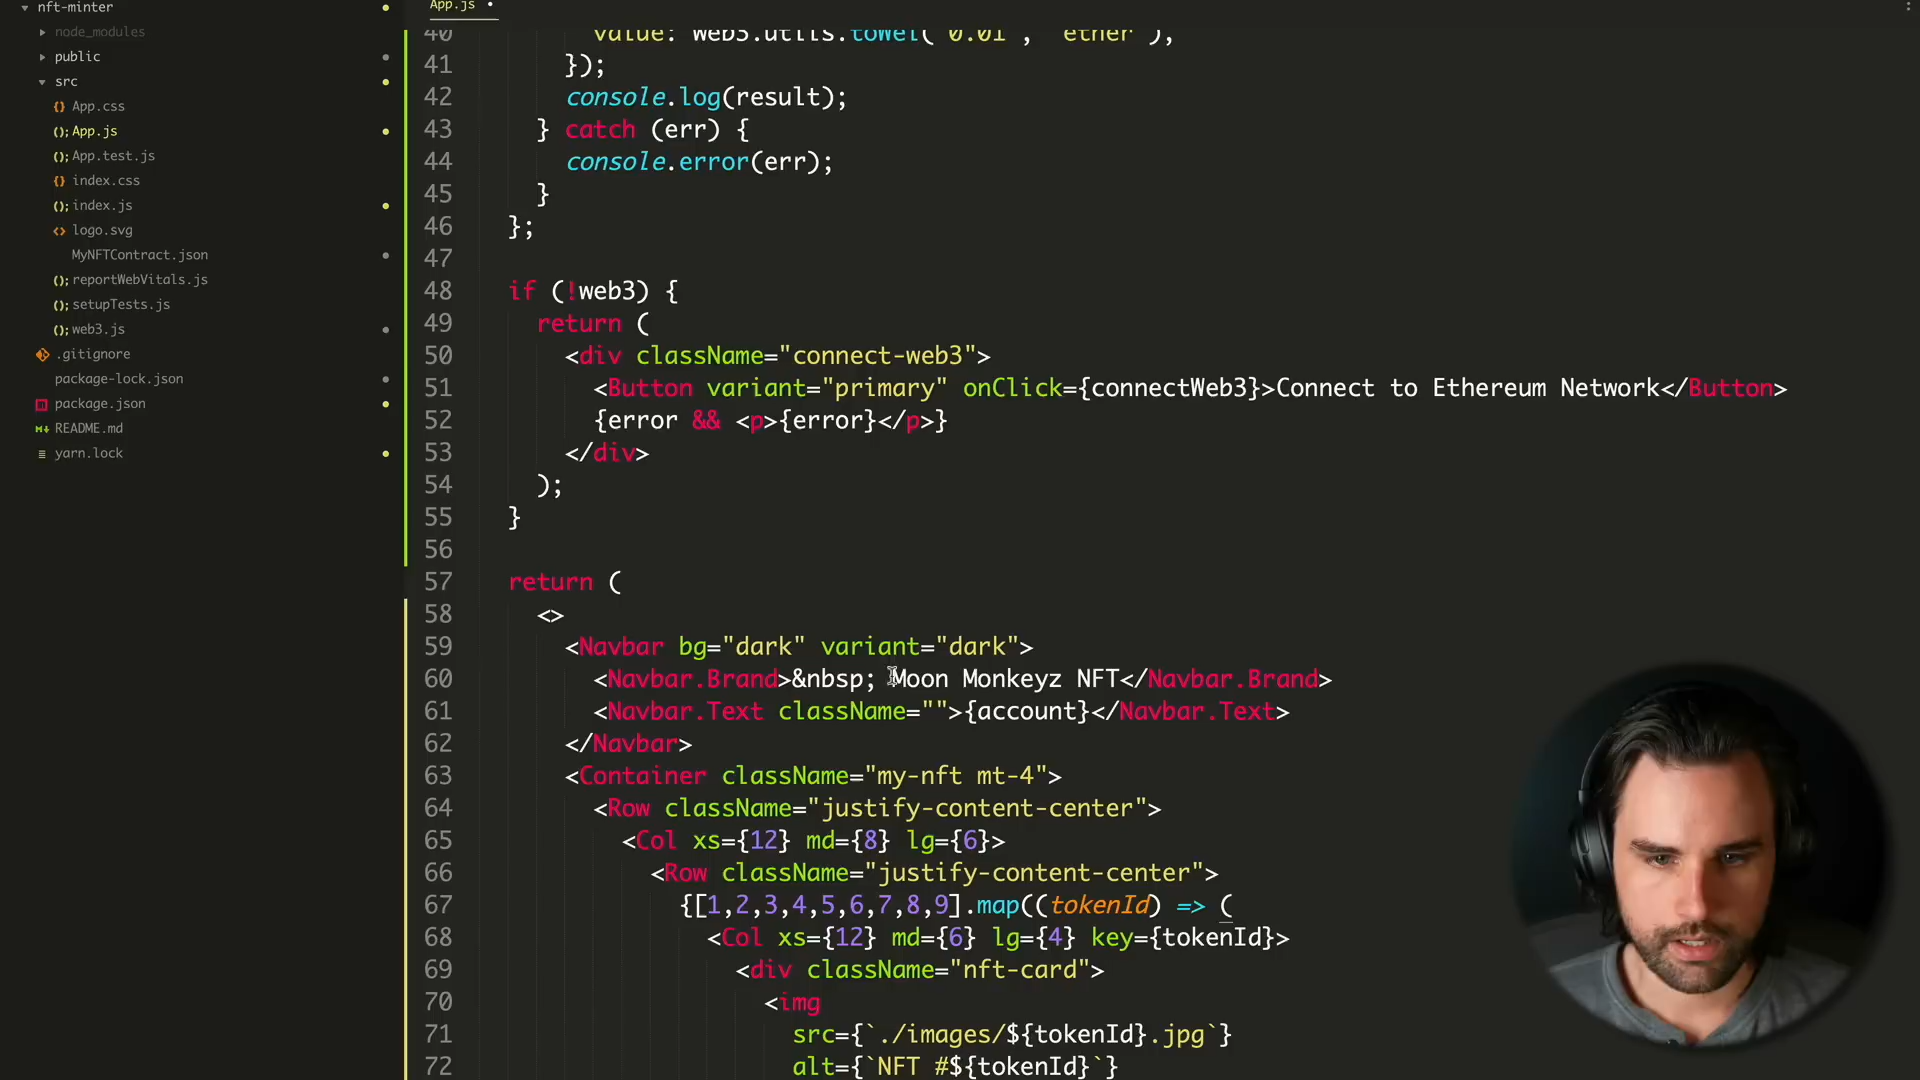 nft-minter
node_modules
public
src
{} App.css
(); App.js
(); App.test.js
{} index.css
(); index.js
<> logo.svg
MyNFTContract.json
(); reportWebVitals.js
(); setupTests.js
(); web3.js
.gitignore
package-lock.json
package.json
README.md
yarn.lock
App.js
40 value: Web3.utils.toWei("0.01", "ether"),
41 });
42 console.log(result);
43 } catch (err) {
44 console.error(err);
45 }
46 };
47
48 if (!web3) {
49 return (
50 <div className="connect-web3">
51 <Button variant="primary" onClick={connectWeb3}>Connect to Ethereum Network</Button>
52 {error && <p>{error}</p>}
53 </div>
54 );
55 }
56
57 return (
58 <>
59 <Navbar bg="dark" variant="dark">
60 <Navbar.Brand>&nbsp; Moon Monkeyz NFT</Navbar.Brand>
61 <Navbar.Text className="">{account}</Navbar.Text>
62 </Navbar>
63 <Container className="my-nft mt-4">
64 <Row className="justify-content-center">
65 <Col xs={12} md={8} lg={6}>
66 <Row className="justify-content-center">
67 {[1,2,3,4,5,6,7,8,9].map((tokenId) => (
68 <Col xs={12} md={6} lg={4} key={tokenId}>
69 <div className="nft-card">
70 <img
71 src={`./images/${tokenId}.jpg`}
72 alt={`NFT #${tokenId}`}